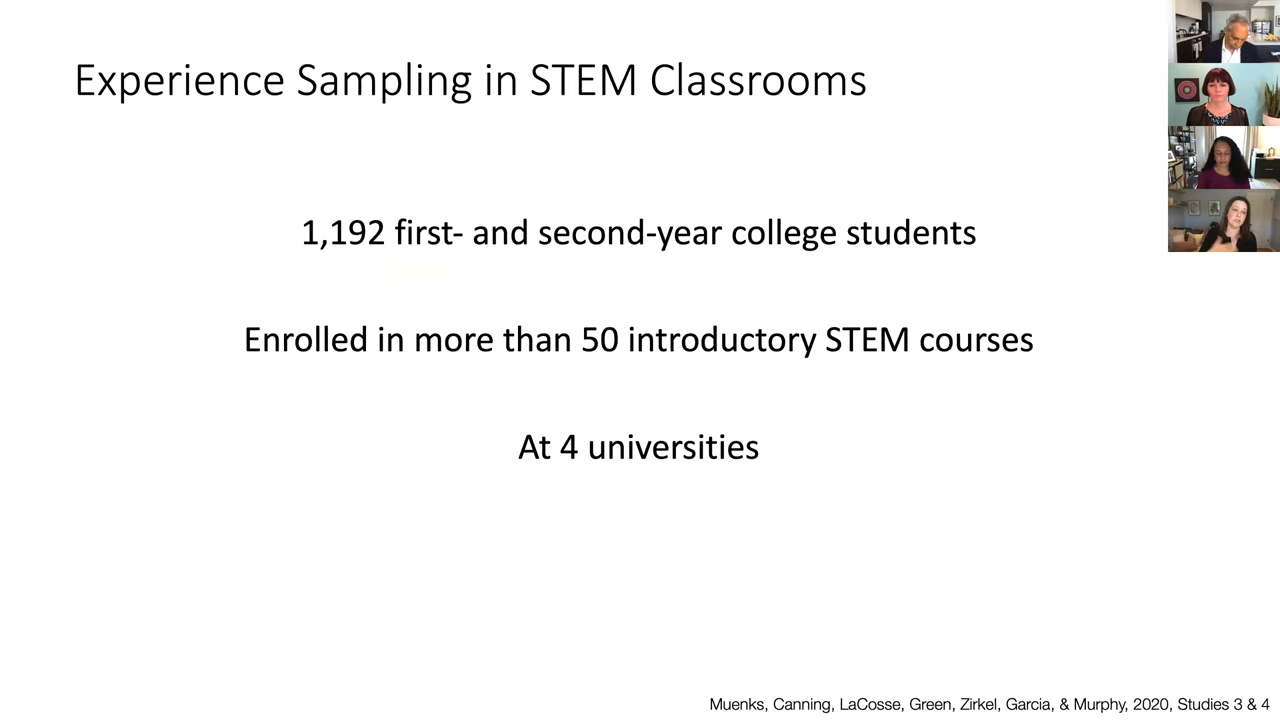 Experience Sampling in STEM Classrooms
1,192 first- and second-year college students
Enrolled in more than 50 introductory STEM courses
At 4 universities
Muenks, Canning, LaCosse, Green, Zirkel, Garcia, & Murphy, 2020, Studies 3 & 4